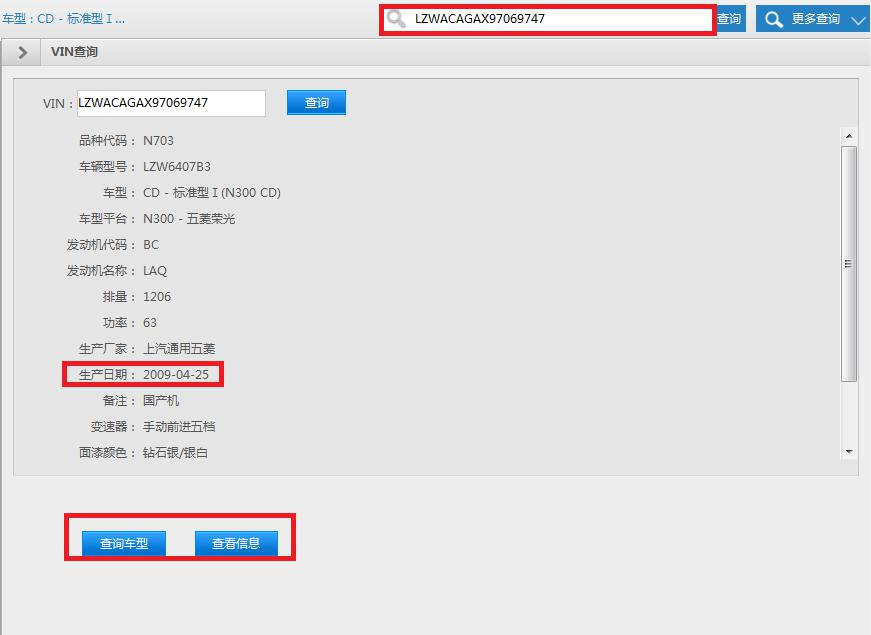 车型：CD - 标准型 I ...
LZWACAGAX97069747
查询
更多查询
VIN查询
VIN： LZWACAGAX97069747 查询
品种代码： N703
车辆型号： LZW6407B3
车型： CD - 标准型 I (N300 CD)
车型平台： N300 - 五菱荣光
发动机代码： BC
发动机名称： LAQ
排量： 1206
功率： 63
生产厂家： 上汽通用五菱
生产日期： 2009-04-25
备注： 国产机
变速器： 手动前进五档
面漆颜色： 钻石银/银白
查询车型 查看信息